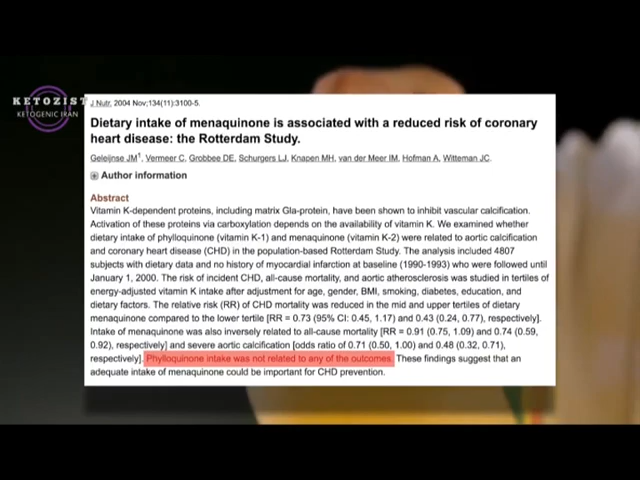 KETOZIST
KETOGENIC IRAN
J Nutr. 2004 Nov;134(11):3100-5.
Dietary intake of menaquinone is associated with a reduced risk of coronary
heart disease: the Rotterdam Study.
Geleijnse JM1, Vermeer C, Grobbee DE, Schurgers LJ, Knapen MH, van der Meer IM, Hofman A, Witteman JC.
Author information
Abstract
Vitamin K-dependent proteins, including matrix Gla-protein, have been shown to inhibit vascular calcification.
Activation of these proteins via carboxylation depends on the availability of vitamin K. We examined whether
dietary intake of phylloquinone (vitamin K-1) and menaquinone (vitamin K-2) were related to aortic calcification
and coronary heart disease (CHD) in the population-based Rotterdam Study. The analysis included 4807
subjects with dietary data and no history of myocardial infarction at baseline (1990-1993) who were followed until
January 1, 2000. The risk of incident CHD, all-cause mortality, and aortic atherosclerosis was studied in tertiles of
energy-adjusted vitamin K intake after adjustment for age, gender, BMI, smoking, diabetes, education, and
dietary factors. The relative risk (RR) of CHD mortality was reduced in the mid and upper tertiles of dietary
menaquinone compared to the lower tertile [RR = 0.73 (95% CI: 0.45, 1.17) and 0.43 (0.24, 0.77), respectively].
Intake of menaquinone was also inversely related to all-cause mortality [RR = 0.91 (0.75, 1.09) and 0.74 (0.59,
0.92), respectively] and severe aortic calcification [odds ratio of 0.71 (0.50, 1.00) and 0.48 (0.32, 0.71),
respectively]. Phylloquinone intake was not related to any of the outcomes. These findings suggest that an
adequate intake of menaquinone could be important for CHD prevention.